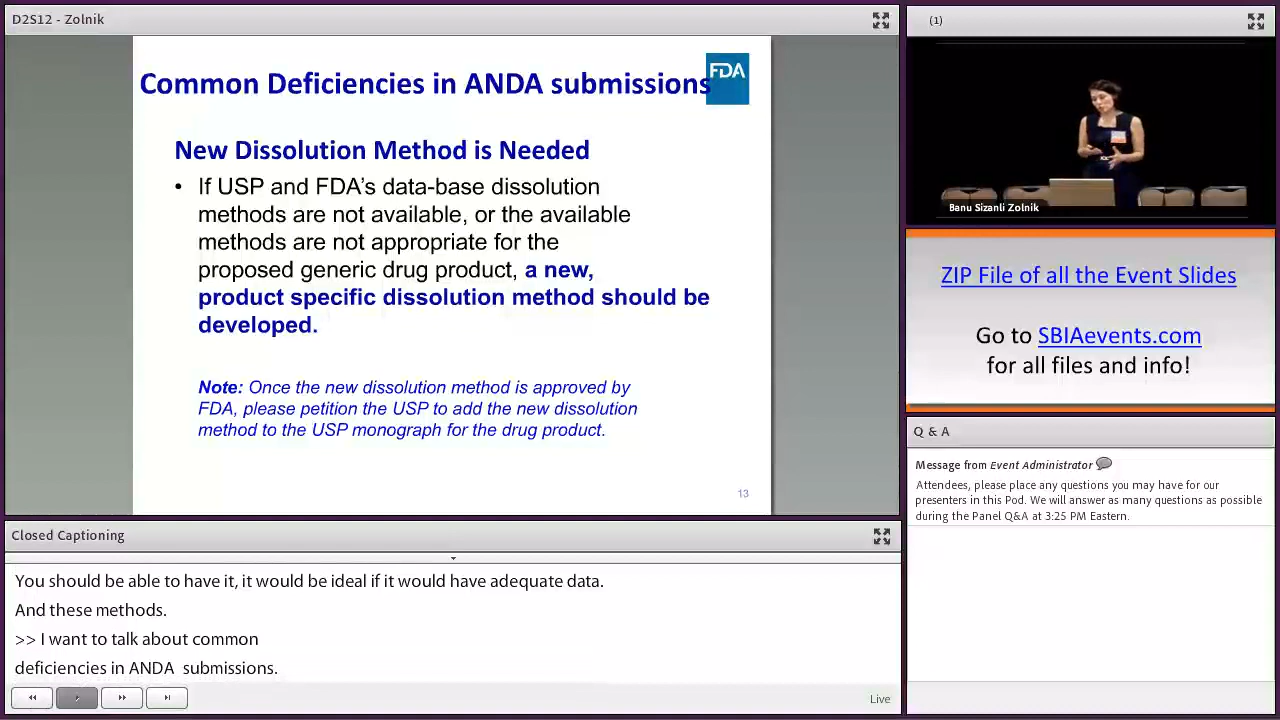 D2S12 - Zolnik
Common Deficiencies in ANDA submissions
FDA
New Dissolution Method is Needed
• If USP and FDA's data-base dissolution
methods are not available, or the available
methods are not appropriate for the
proposed generic drug product, a new,
product specific dissolution method should be
developed.
Note: Once the new dissolution method is approved by
FDA, please petition the USP to add the new dissolution
method to the USP monograph for the drug product.
13
Closed Captioning
You should be able to have it, it would be ideal if it would have adequate data.
And these methods.
>> I want to talk about common
deficiencies in ANDA  submissions.
Live
(1)
Banu Sizanli Zolnik
ZIP File of all the Event Slides
Go to SBIAevents.com
for all files and info!
Q & A
Message from Event Administrator
Attendees, please place any questions you may have for our
presenters in this Pod. We will answer as many questions as possible
during the Panel Q&A at 3:25 PM Eastern.